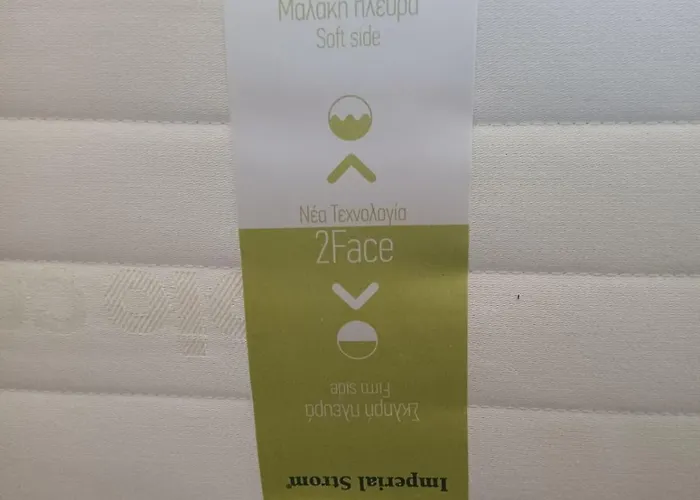 Μαλακή πλευρά
Soft side
Νέα Τεχνολογία
2Face
Imperial Strom®
Σκληρή πλευρά
Firm side